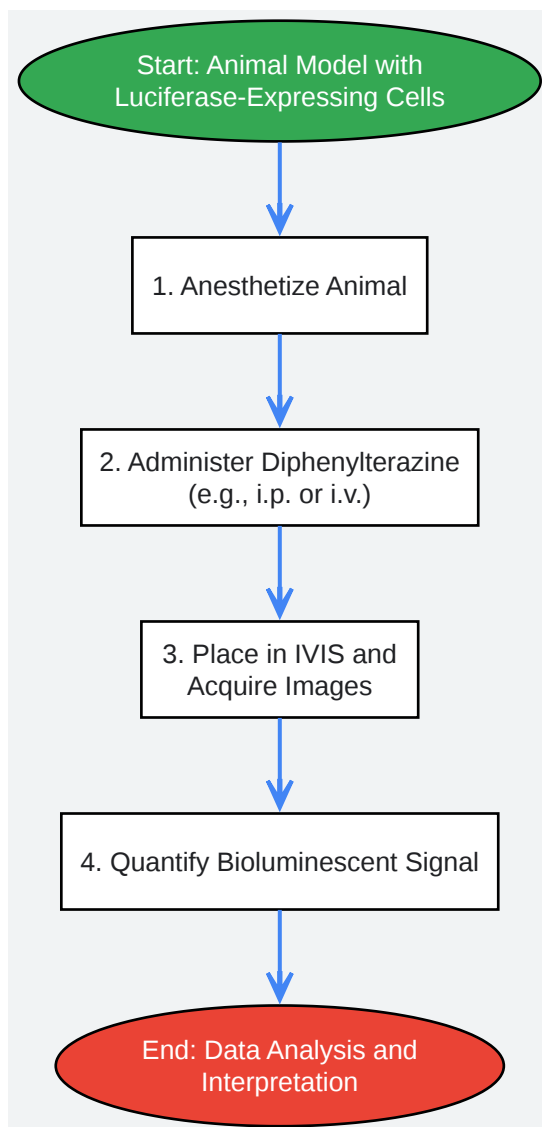 Start: Animal Model with
Luciferase-Expressing Cells
1. Anesthetize Animal
2. Administer Diphenylterazine
(e.g., i.p. or i.v.)
3. Place in IVIS and
Acquire Images
4. Quantify Bioluminescent Signal
End: Data Analysis and
Interpretation